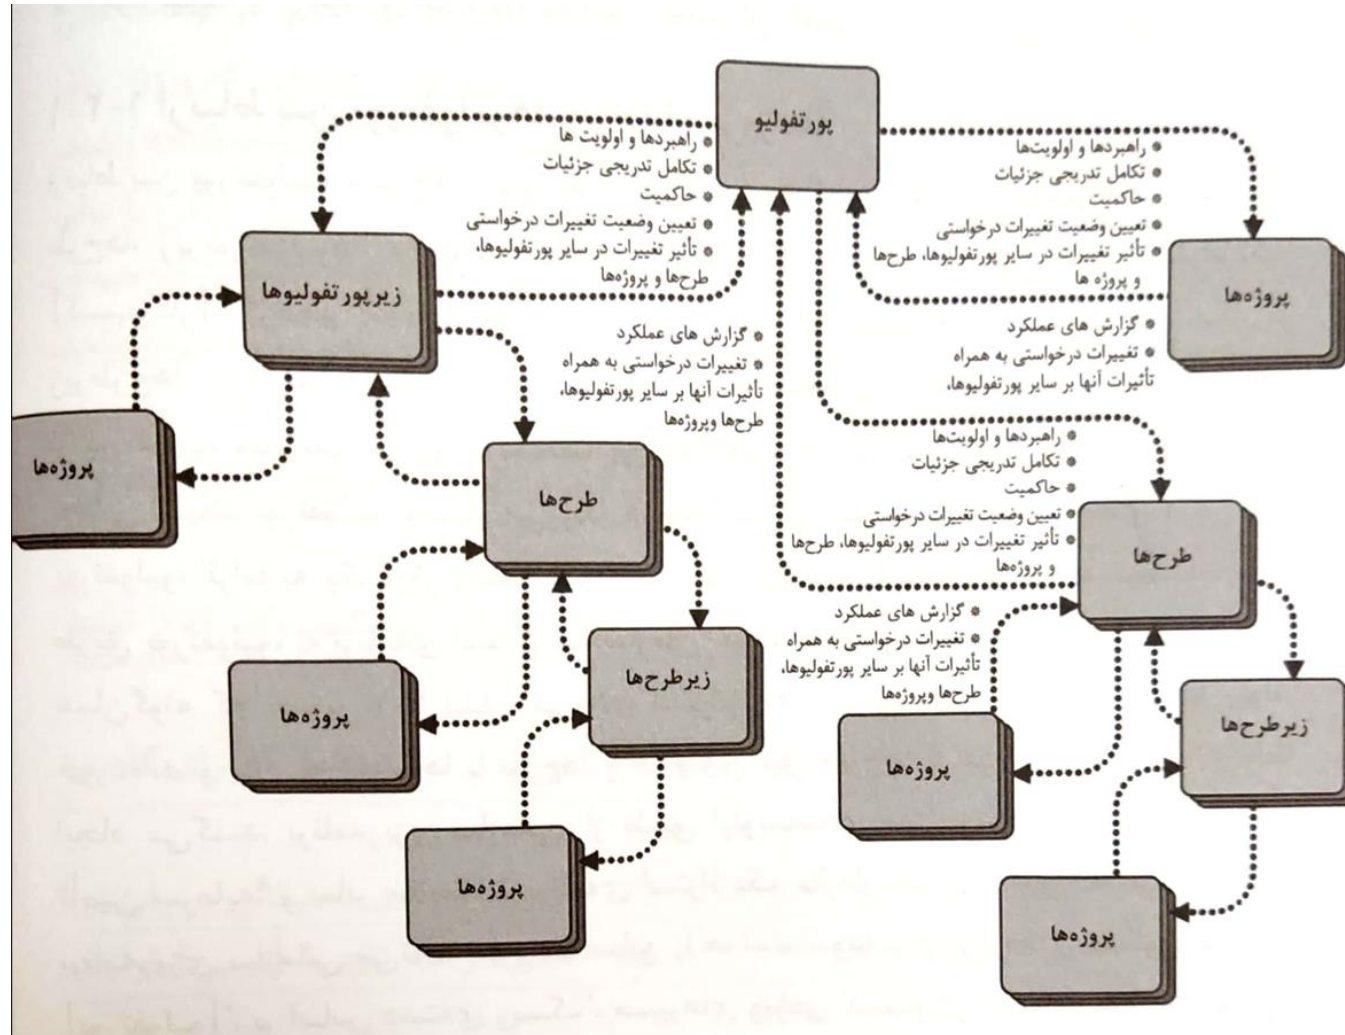 پورتفولیو
* راهبردها و اولویت ها
* تکامل تدریجی جزئیات
* حاکمیت
* تعیین وضعیت تغییرات درخواستی
* تأثیر تغییرات در سایر پورتفولیوها،
طرح‌ها و پروژه‌ها
* راهبردها و اولویت‌ها
* تکامل تدریجی جزئیات
* حاکمیت
* تعیین وضعیت تغییرات درخواستی
* تأثیر تغییرات در سایر پورتفولیوها، طرح‌ها
و پروژه ها
زیرپورتفولیوها
پروژه‌ها
* گزارش های عملکرد
* تغییرات درخواستی به همراه
تأثیرات آنها بر سایر پورتفولیوها،
طرح‌ها وپروژه‌ها
* گزارش های عملکرد
* تغییرات درخواستی به همراه
تأثیرات آنها بر سایر پورتفولیوها،
پروژه‌ها
طرح‌ها
* راهبردها و اولویت‌ها
* تکامل تدریجی جزئیات
* حاکمیت
* تعیین وضعیت تغییرات درخواستی
* تأثیر تغییرات در سایر پورتفولیوها، طرح‌ها
و پروژه‌ها
طرح‌ها
* گزارش های عملکرد
* تغییرات درخواستی به همراه
تأثیرات آنها بر سایر پورتفولیوها،
طرح‌ها وپروژه‌ها
زیرطرح‌ها
پروژه‌ها
زیرطرح‌ها
پروژه‌ها
پروژه‌ها
پروژه‌ها